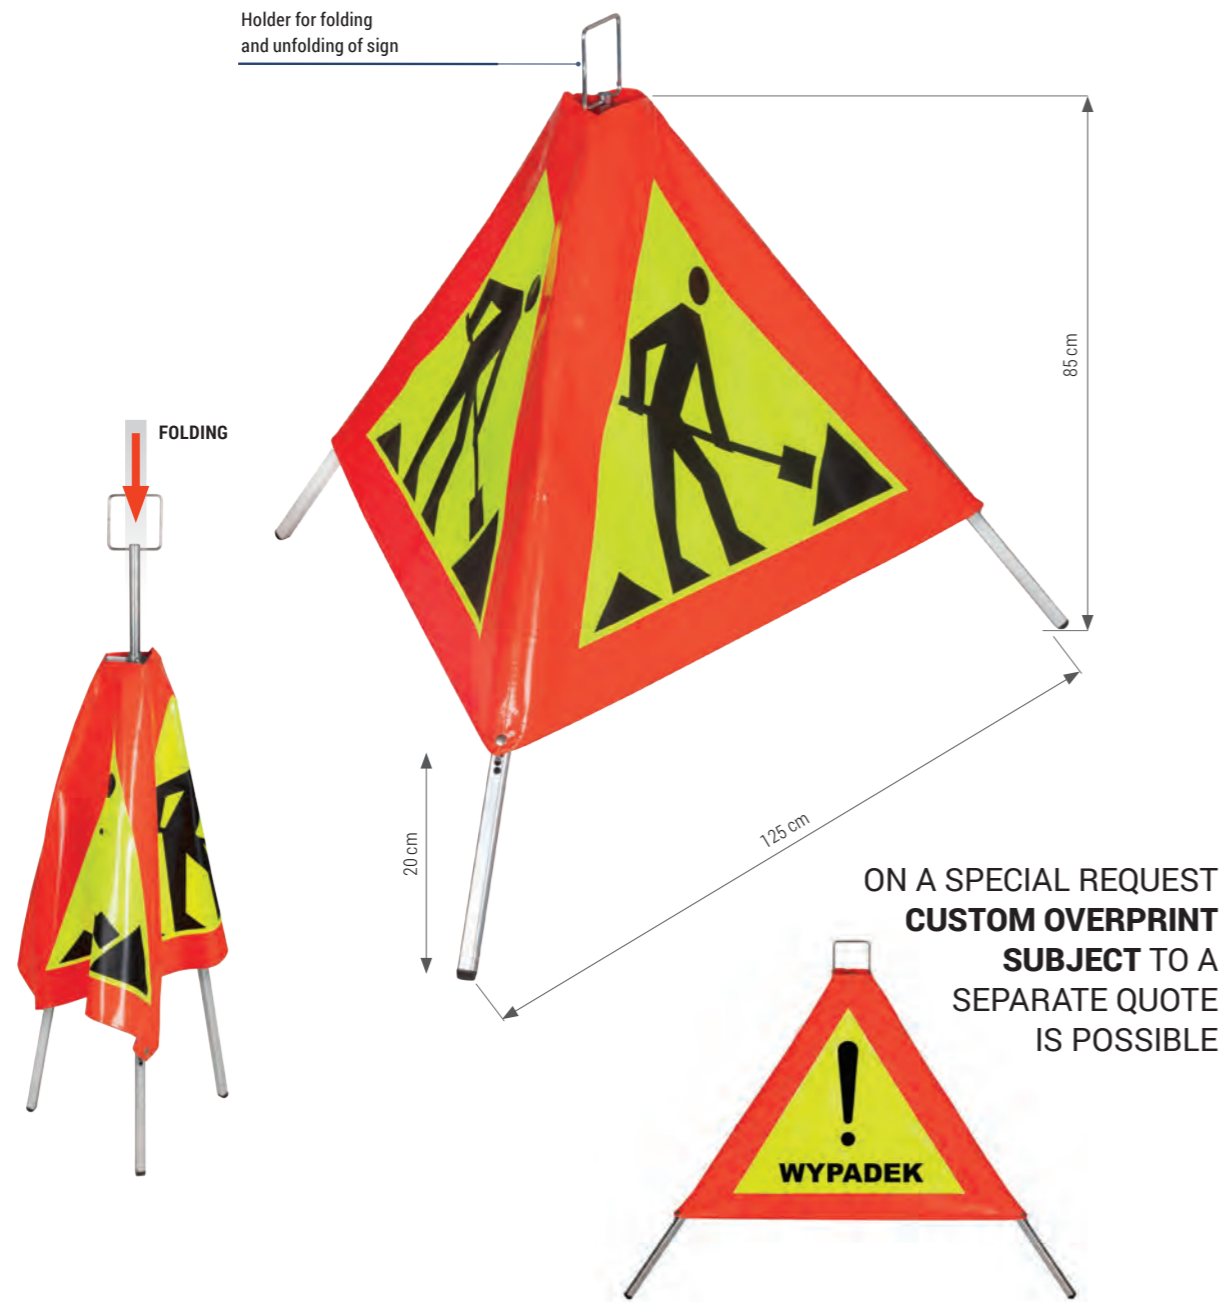 Holder for folding
and unfolding of sign
85 cm
FOLDING
20 cm
125 cm
ON A SPECIAL REQUEST
CUSTOM OVERPRINT
SUBJECT TO A
SEPARATE QUOTE
IS POSSIBLE
WYPADEK